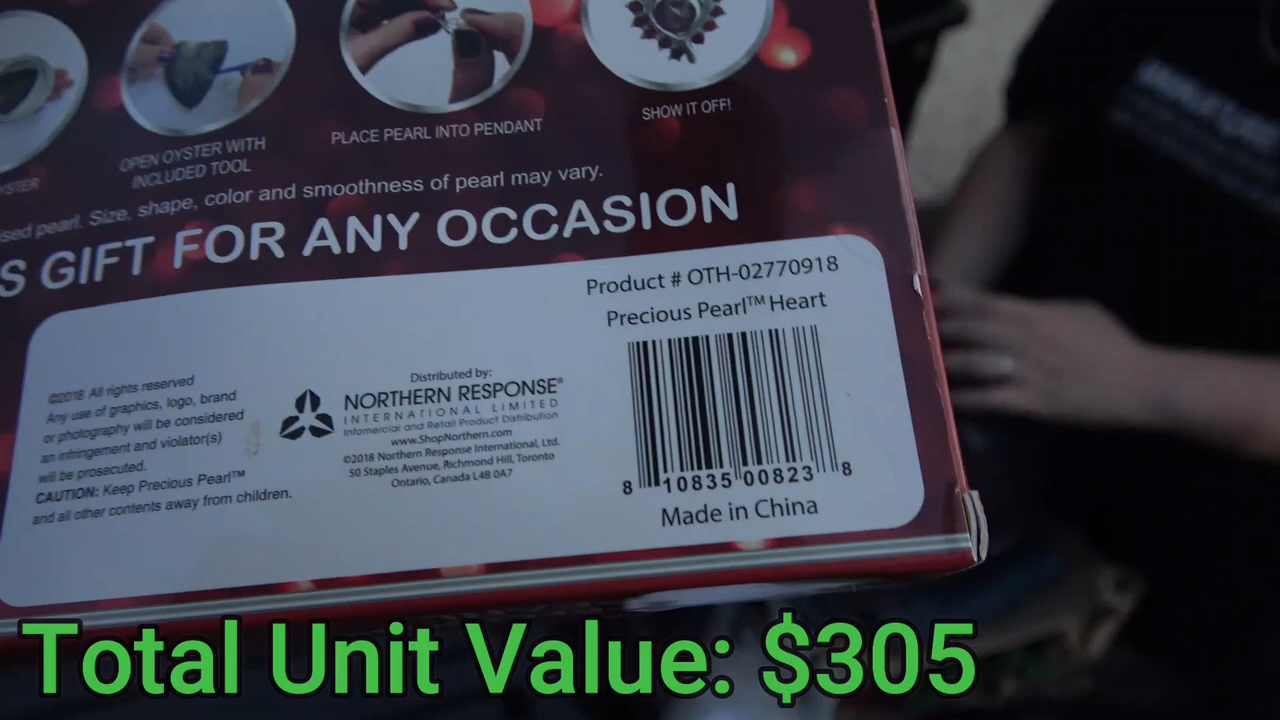 YSTER
OPEN OYSTER WITH
INCLUDED TOOL
PLACE PEARL INTO PENDANT
SHOW IT OFF!
ised pearl. Size, shape, color and smoothness of pearl may vary.
S GIFT FOR ANY OCCASION
Product # OTH-02770918
Precious Pearl™ Heart
©2018 All rights reserved
Any use of graphics, logo, brand
or photography will be considered
an infringement and violator(s)
will be prosecuted.
CAUTION: Keep Precious Pearl™
and all other contents away from children.
Distributed by:
NORTHERN RESPONSE®
INTERNATIONAL LIMITED
Infomercial and Retail Product Distribution
www.ShopNorthern.com
©2018 Northern Response International, Ltd.
50 Staples Avenue, Richmond Hill, Toronto
Ontario, Canada L4B 0A7
8 10835 00823 8
Made in China
Total Unit Value: $305